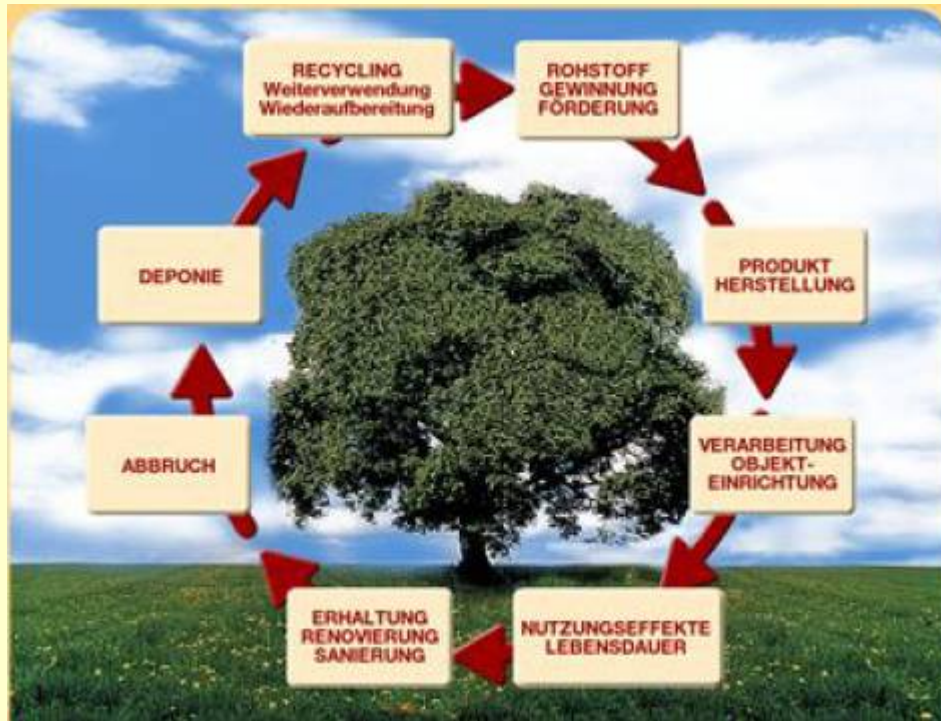 RECYCLING
Weiterverwendung
Wiederaufbereitung
ROHSTOFF
GEWINNUNG
FÖRDERUNG
PRODUKT
HERSTELLUNG
VERARBEITUNG
OBJEKT-
EINRICHTUNG
NUTZUNGSEFFEKTE
LEBENSDAUER
ERHALTUNG
RENOVIERUNG
SANIERUNG
ABBRUCH
DEPONIE